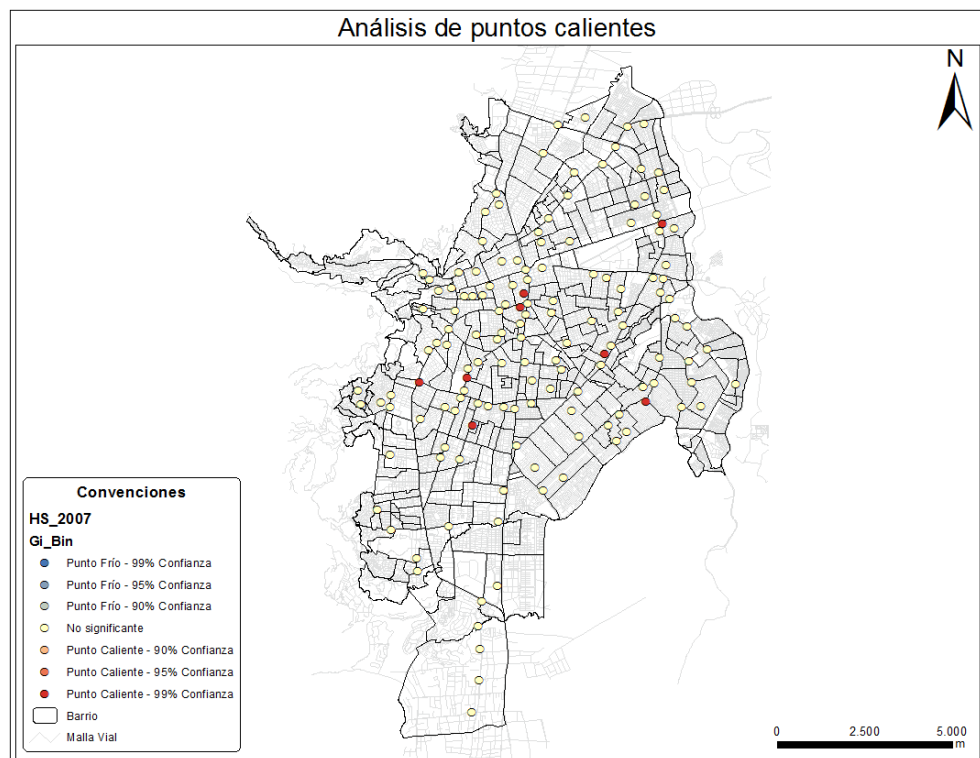 Análisis de puntos calientes
N
Convenciones
HS_2007
Gi_Bin
Punto Frío - 99% Confianza
Punto Frío - 95% Confianza
Punto Frío - 90% Confianza
No significante
Punto Caliente - 90% Confianza
Punto Caliente - 95% Confianza
Punto Caliente - 99% Confianza
Barrio
Malla Vial
0 2.500 5.000
m